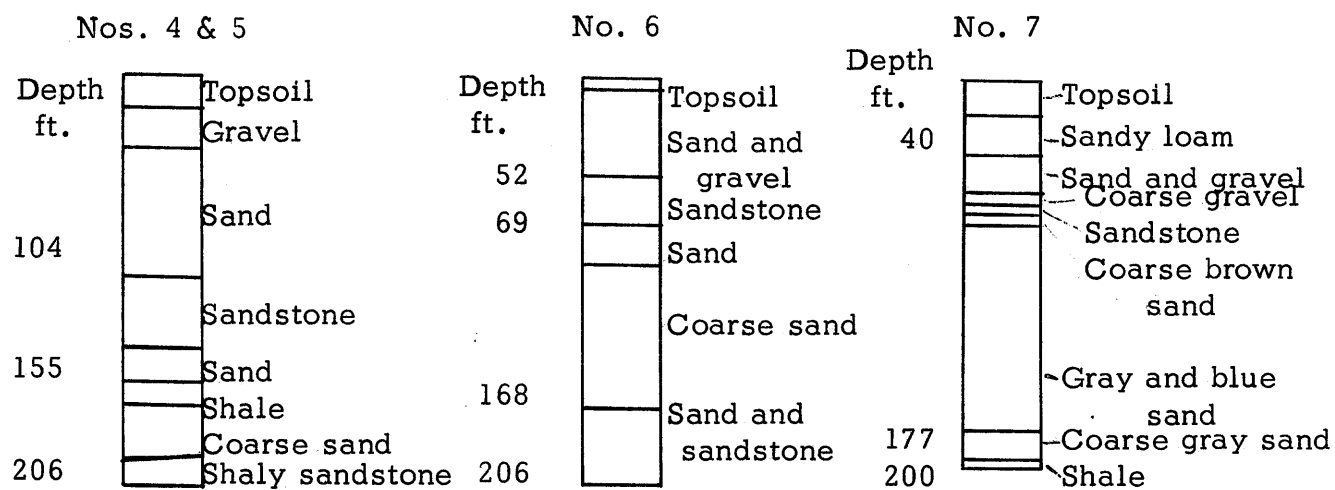 Nos. 4 & 5
Depth
ft.
104
155
206
Topsoil
Gravel
Sand
Sandstone
Sand
Shale
Coarse sand
Shaly sandstone
No. 6
Depth
ft.
52
69
168
206
Topsoil
Sand and
gravel
Sandstone
Sand
Coarse sand
Sand and
sandstone
No. 7
Depth
ft.
40
177
200
Topsoil
Sandy loam
Sand and gravel
Coarse gravel
Sandstone
Coarse brown
sand
Gray and blue
sand
Coarse gray sand
Shale